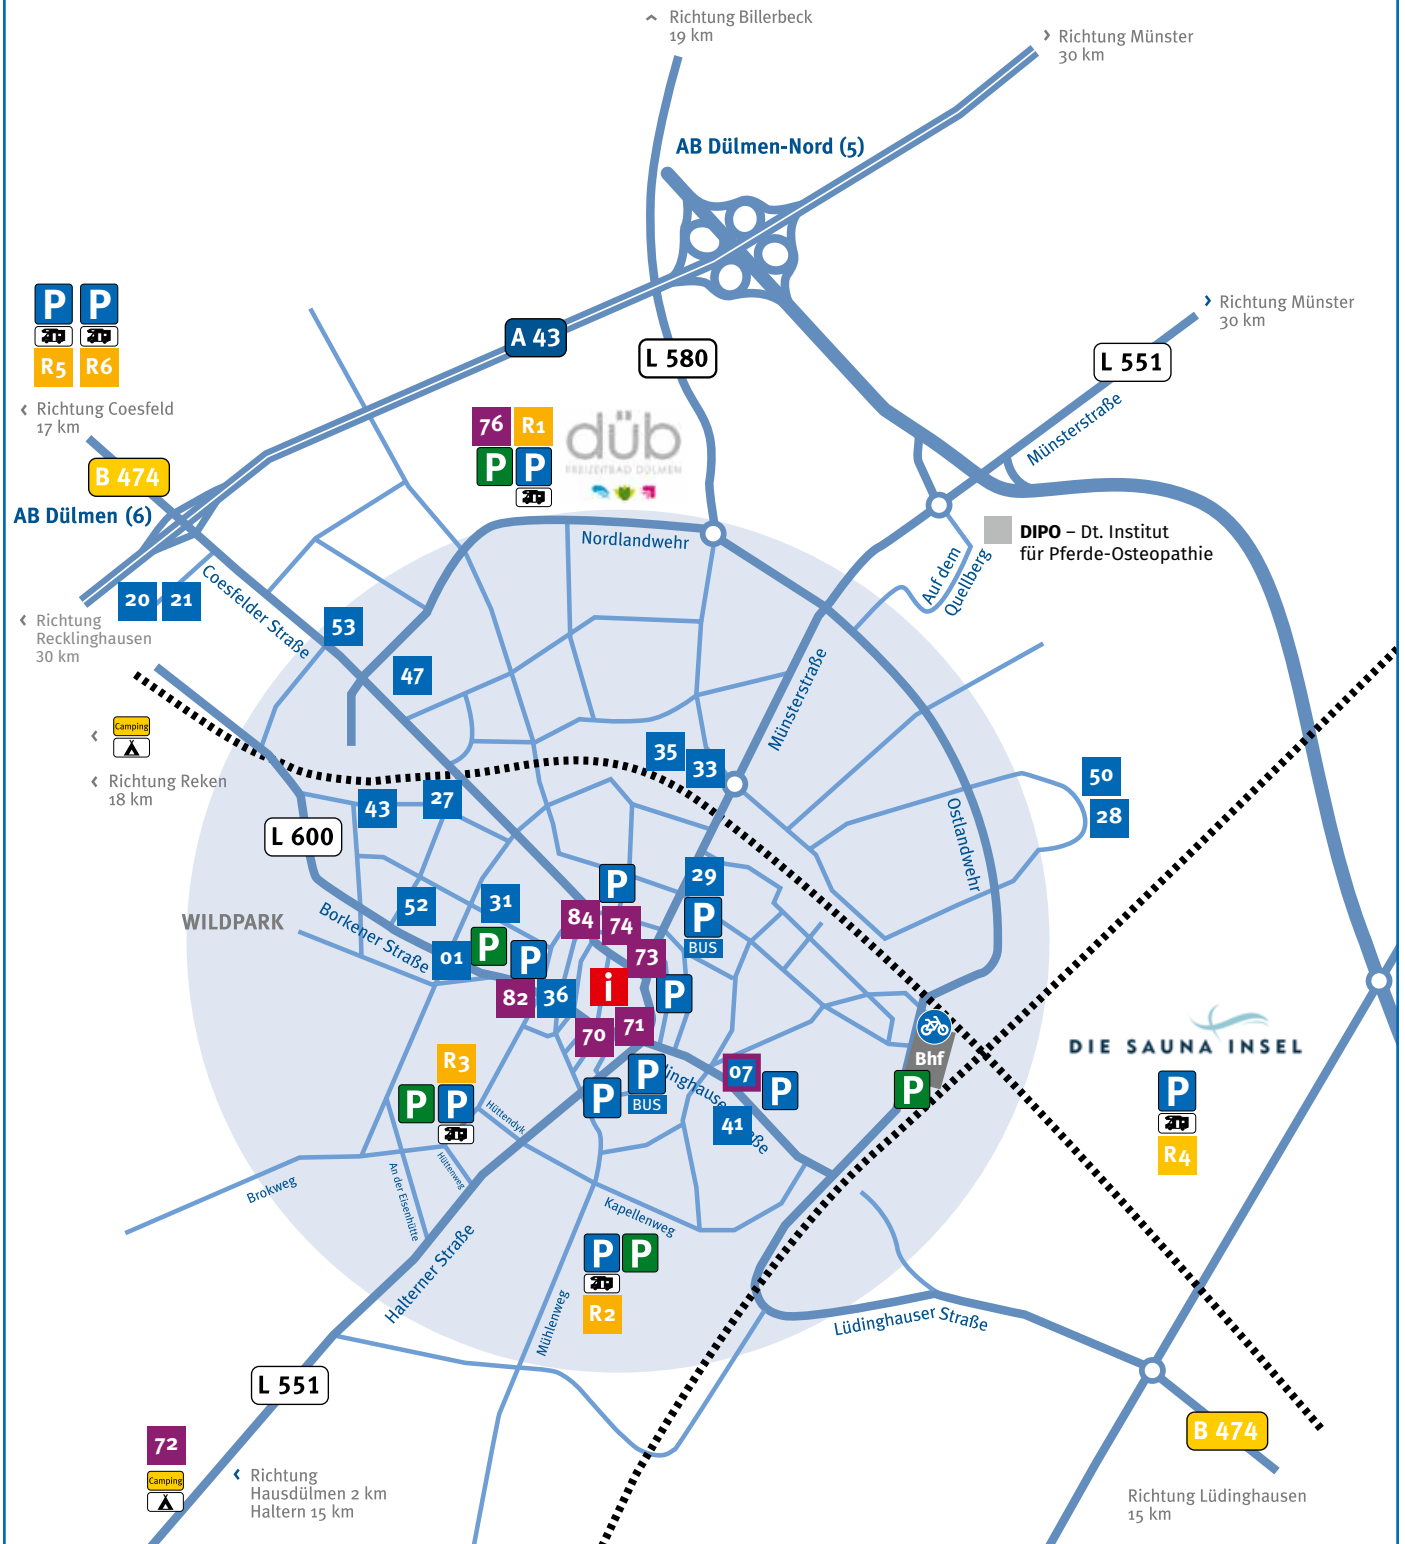 Richtung Billerbeck
19 km
Richtung Münster
30 km
AB Dülmen-Nord (5)
P P
R5 R6
Richtung Münster
30 km
A 43
L 580
L 551
Münsterstraße
Richtung Coesfeld
17 km
B 474
AB Dülmen (6)
76 R1
P P
düb
FREIZEITBAD DÜLMEN
Nordlandwehr
DIPO – Dt. Institut
für Pferde-Osteopathie
Auf dem
Quellberg
20 21
Coesfelder Straße
Richtung
Recklinghausen
30 km
53
47
Münsterstraße
Camping
Richtung Reken
18 km
35
33
50
28
43
27
Ostlandwehr
L 600
WILDPARK
Borkener Straße
52
31
P
29
P
BUS
84
74
73
01
P
P
82
36
i
P
70
71
Bhf
P
DIE SAUNA INSEL
P
R4
R3
P P
P
P
BUS
07
P
41
Hüttendyk
Hüttenweg
An der Eisenhütte
Brokweg
Kapellenweg
P P
R2
Halterner Straße
Mühlenweg
Lüdinghauser Straße
L 551
B 474
72
Camping
Richtung
Hausdülmen 2 km
Haltern 15 km
Richtung Lüdinghausen
15 km